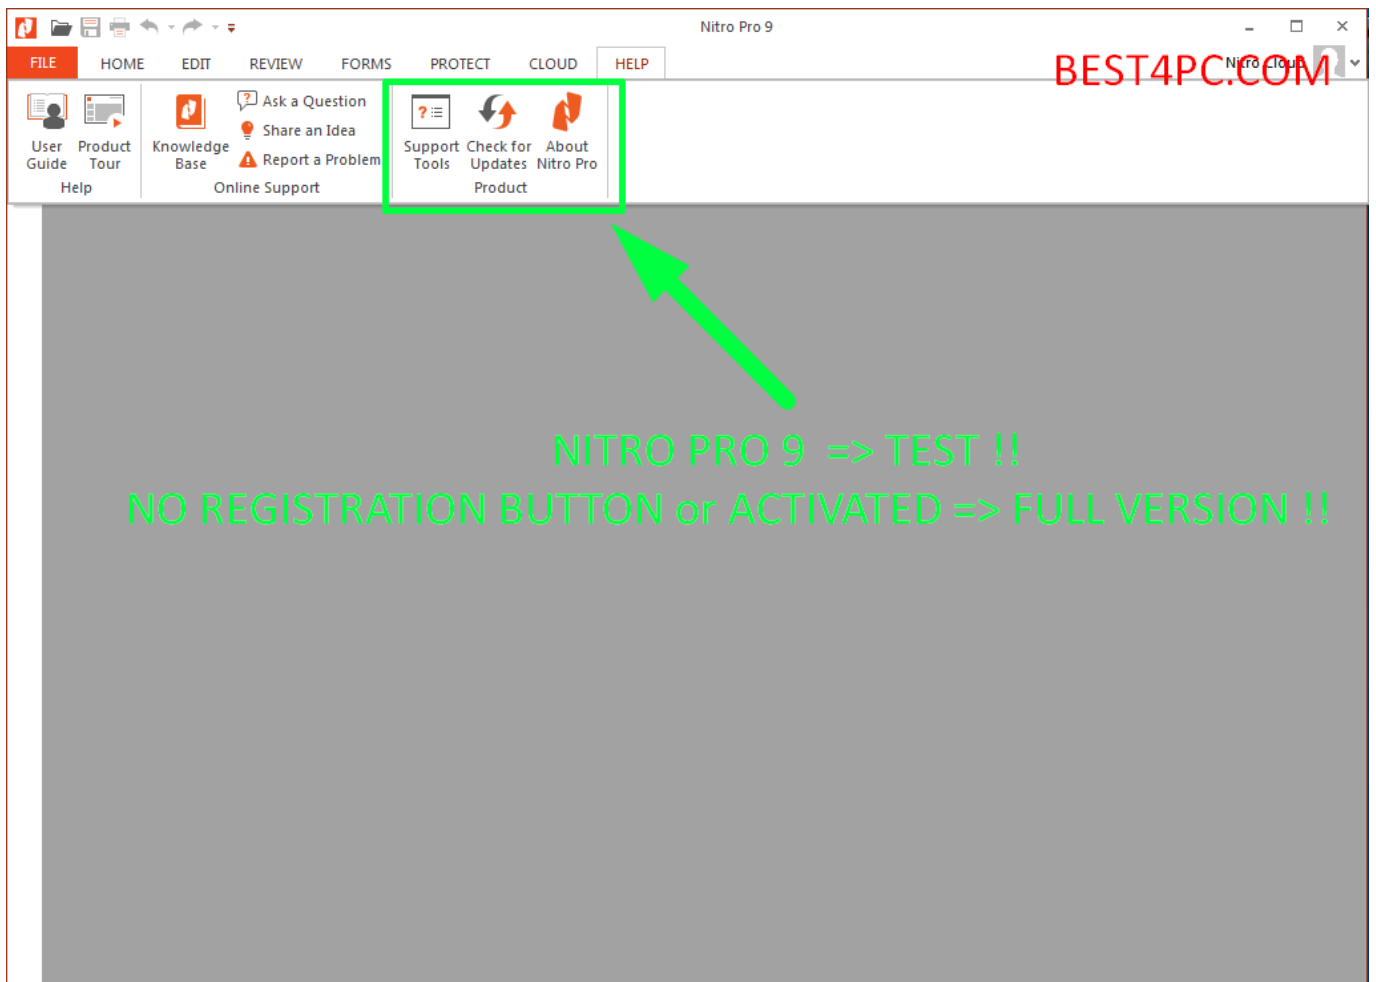 Nitro Pro 9
FILE HOME EDIT REVIEW FORMS PROTECT CLOUD HELP Nitro Cloud
BEST4PC.COM
User Guide
Product Tour
Help
Knowledge Base
Ask a Question
Share an Idea
Report a Problem
Online Support
Support Tools
Check for Updates
About Nitro Pro
Product
NITRO PRO 9 => TEST !!
NO REGISTRATION BUTTON or ACTIVATED => FULL VERSION !!